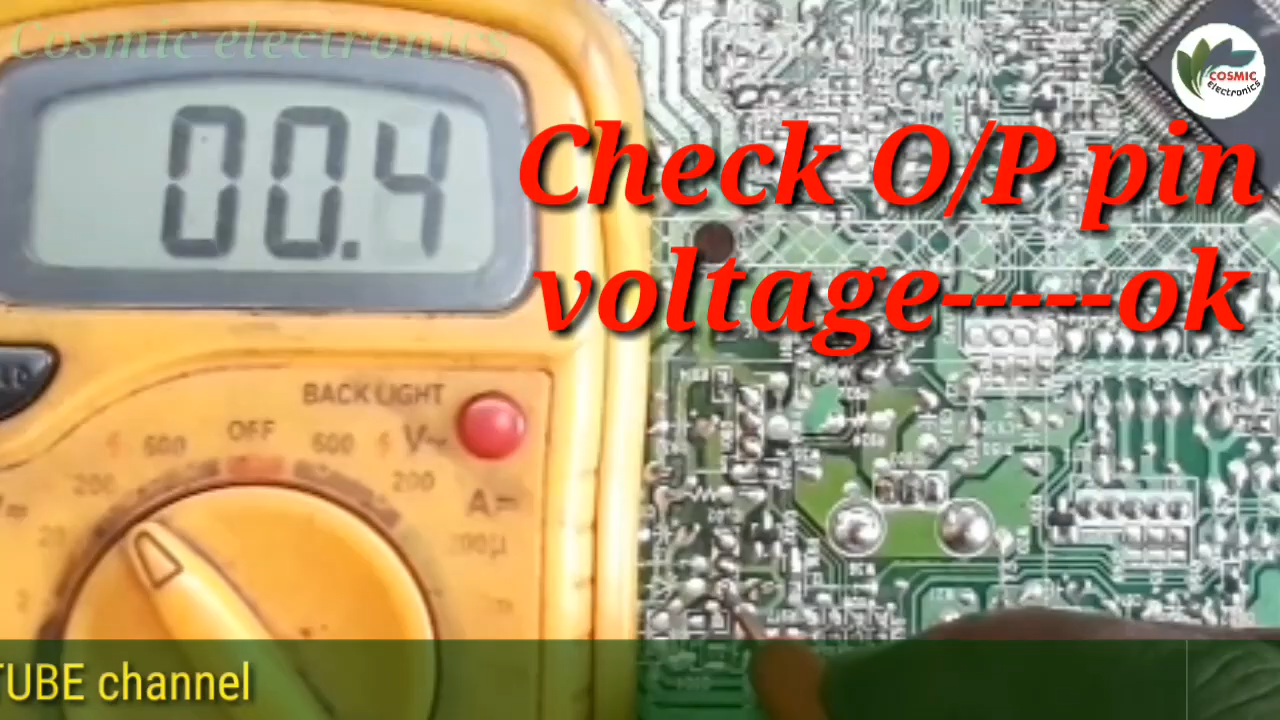 Cosmic electronics
COSMIC
electronics
00.4
Check O/P pin
voltage-----ok
BACK LIGHT
OFF
600
600
V~
200
200
A
20
2
TUBE channel